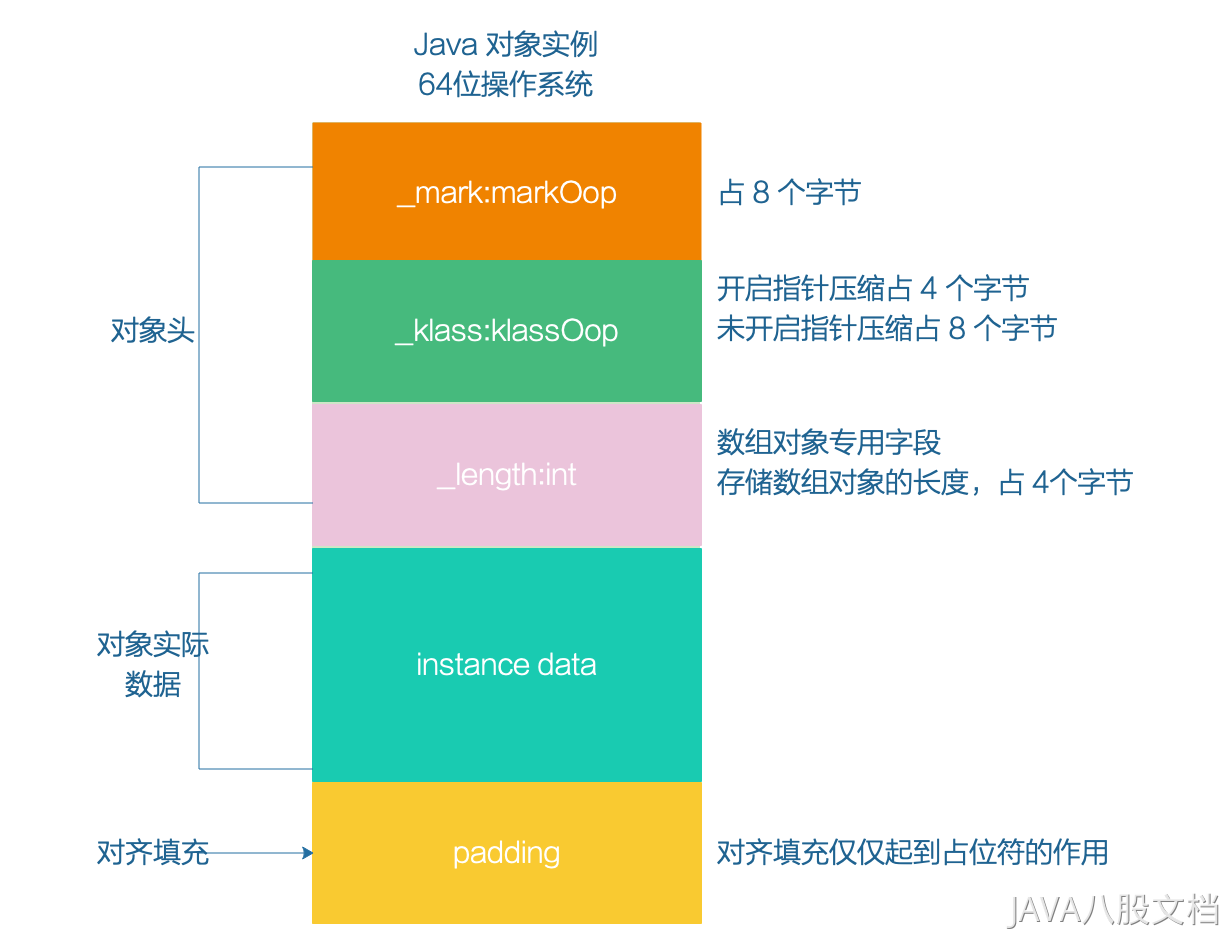 Java 对象实例
64位操作系统
_mark:markOop
占 8 个字节
对象头
_klass:klassOop
开启指针压缩占 4 个字节
未开启指针压缩占 8 个字节
_length:int
数组对象专用字段
存储数组对象的长度，占 4个字节
对象实际
数据
instance data
对齐填充
padding
对齐填充仅仅起到占位符的作用
JAVA八股文档